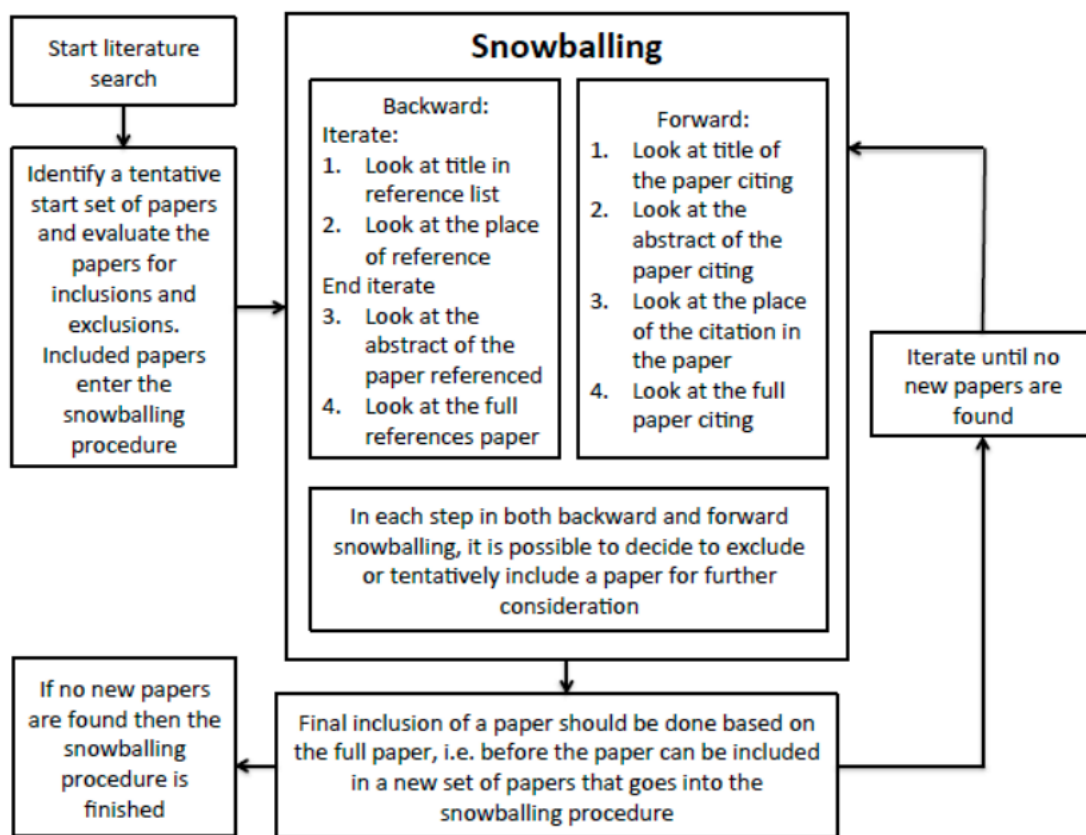 Start literature
search
Identify a tentative
start set of papers
and evaluate the
papers for
inclusions and
exclusions.
Included papers
enter the
snowballing
procedure
Snowballing
Backward:
Iterate:
1. Look at title in
reference list
2. Look at the place
of reference
End iterate
3. Look at the
abstract of the
paper referenced
4. Look at the full
references paper
Forward:
1. Look at title of
the paper citing
2. Look at the
abstract of the
paper citing
3. Look at the place
of the citation in
the paper
4. Look at the full
paper citing
In each step in both backward and forward
snowballing, it is possible to decide to exclude
or tentatively include a paper for further
consideration
Iterate until no
new papers are
found
If no new papers
are found then the
snowballing
procedure is
finished
Final inclusion of a paper should be done based on
the full paper, i.e. before the paper can be included
in a new set of papers that goes into the
snowballing procedure